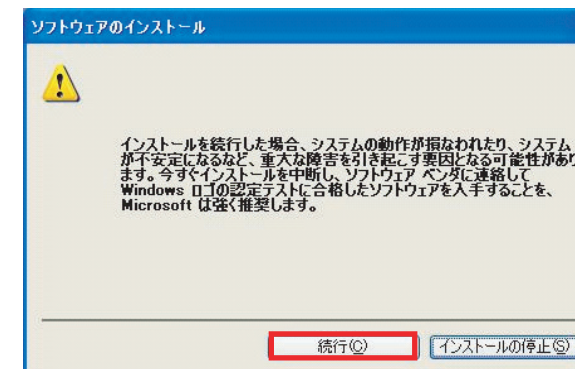 ソフトウェアのインストール
インストールを続行した場合、システムの動作が損なわれたり、システム
が不安定になるなど、重大な障害を引き起こす要因となる可能性があり
ます。今すぐインストールを中断し、ソフトウェア ベンダに連絡して
Windows ロゴの認定テストに合格したソフトウェアを入手することを、
Microsoft は強く推奨します。
続行(C) インストールの停止(S)